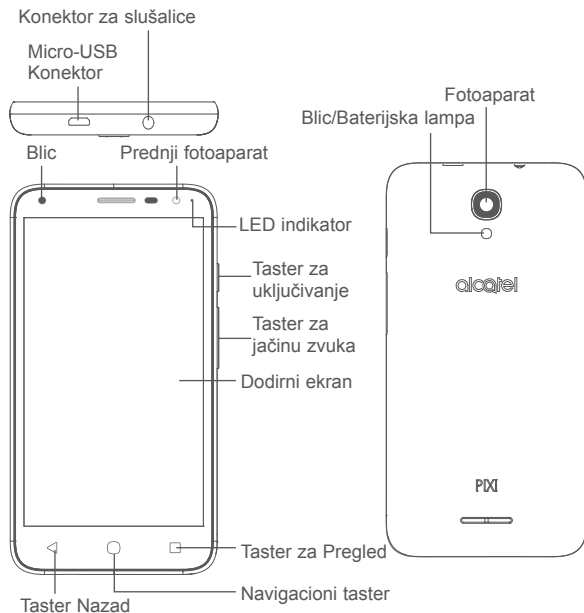 Konektor za slušalice
Micro-USB
Konektor
Fotoaparat
Blic/Baterijska lampa
Blic
Prednji fotoaparat
LED indikator
Taster za
uključivanje
alcatel
Taster za
jačinu zvuka
Dodirni ekran
PIXI
Taster za Pregled
Navigacioni taster
Taster Nazad